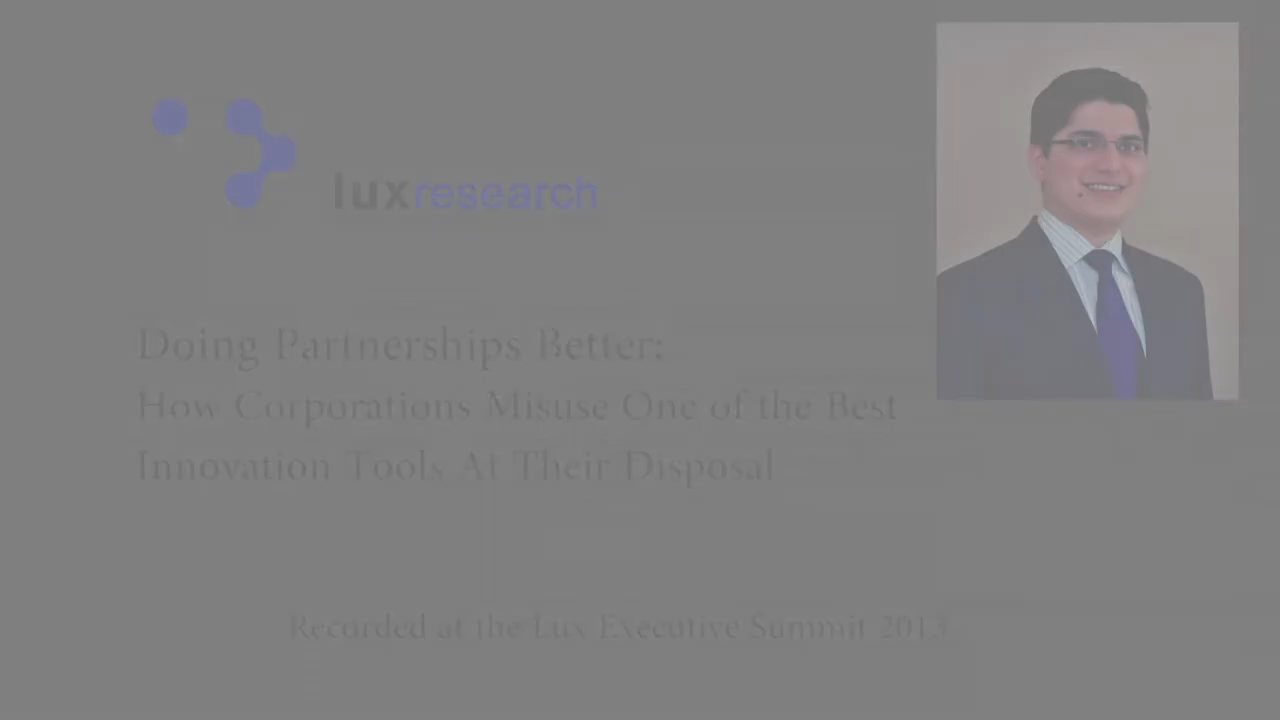 luxresearch
Doing Partnerships Better:
How Corporations Misuse One of the Best
Innovation Tools At Their Disposal
Recorded at the Lux Executive Summit 2013